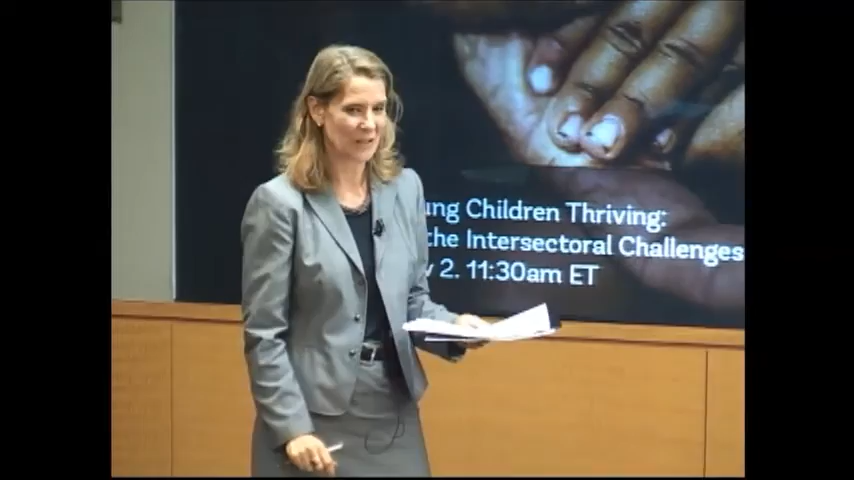 ung Children Thriving:
the Intersectoral Challenges
y 2. 11:30am ET